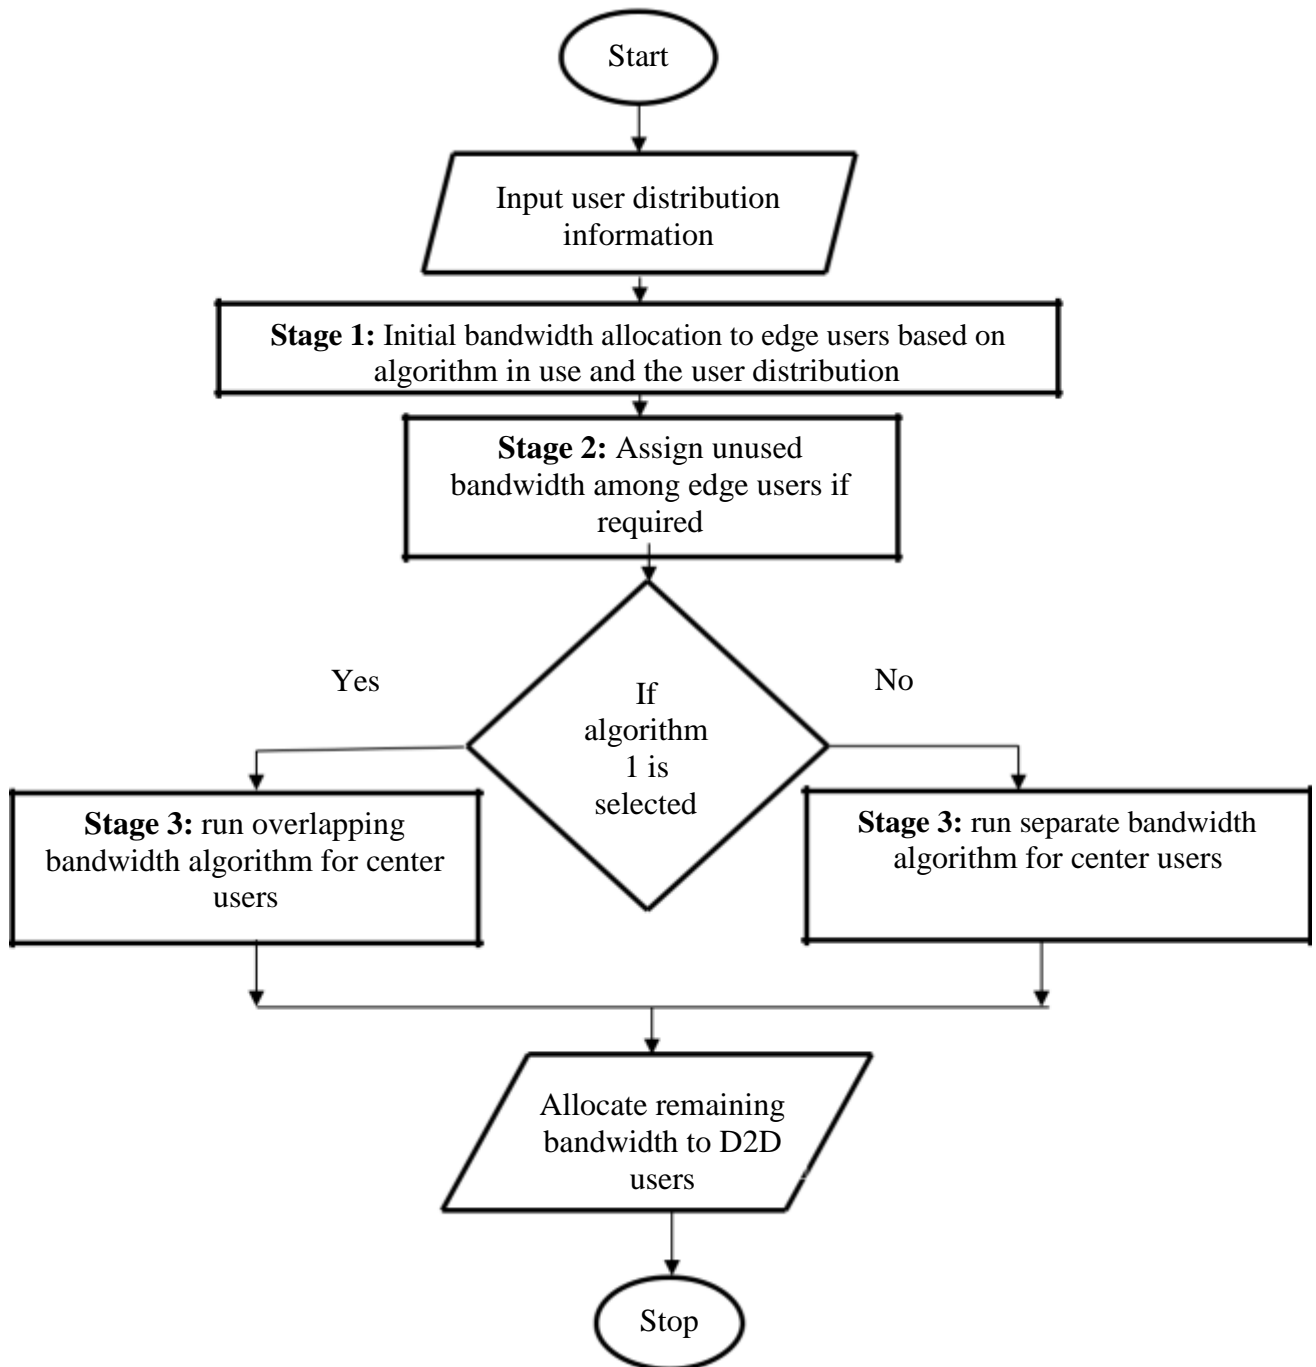 Start
Input user distribution
information
Stage 1: Initial bandwidth allocation to edge users based on
algorithm in use and the user distribution
Stage 2: Assign unused
bandwidth among edge users if
required
Yes
No
If
algorithm
1 is
selected
Stage 3: run overlapping
bandwidth algorithm for center
users
Stage 3: run separate bandwidth
algorithm for center users
Allocate remaining
bandwidth to D2D
users
Stop